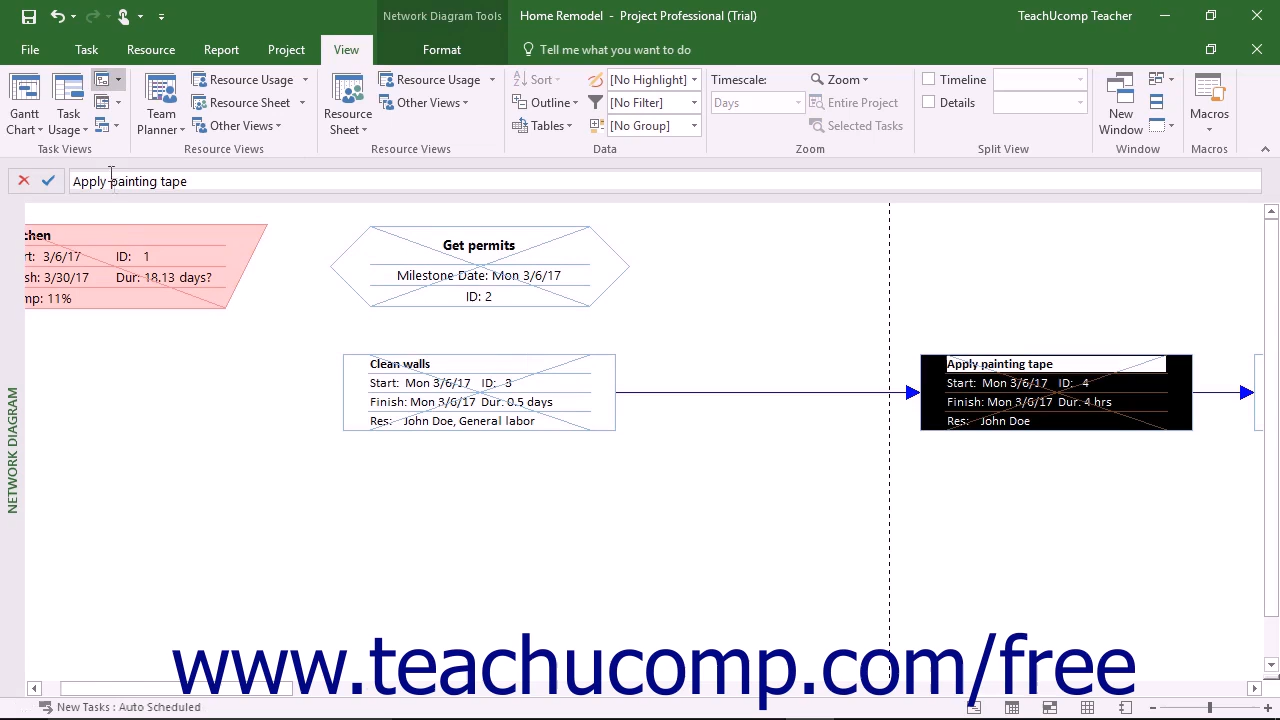 Network Diagram Tools
Home Remodel - Project Professional (Trial)
TeachUcomp Teacher
File Task Resource Report Project View Format Tell me what you want to do
Gantt Chart
Task Usage
Team Planner
Resource Usage
Resource Sheet
Other Views
Resource Sheet
Resource Usage
Other Views
Sort
Outline
Tables
[No Highlight]
[No Filter]
[No Group]
Timescale:
Days
Zoom
Entire Project
Selected Tasks
Timeline
Details
New Window
Macros
Task Views Resource Views Resource Views Data Zoom Split View Window Macros
Apply painting tape
NETWORK DIAGRAM
chen
rt: 3/6/17 ID: 1
sh: 3/30/17 Dur: 18.13 days?
mp: 11%
Get permits
Milestone Date: Mon 3/6/17
ID: 2
Clean walls
Start: Mon 3/6/17 ID: 3
Finish: Mon 3/6/17 Dur: 0.5 days
Res: John Doe, General labor
Apply painting tape
Start: Mon 3/6/17 ID: 4
Finish: Mon 3/6/17 Dur: 4 hrs
Res: John Doe
www.teachucomp.com/free
New Tasks : Auto Scheduled